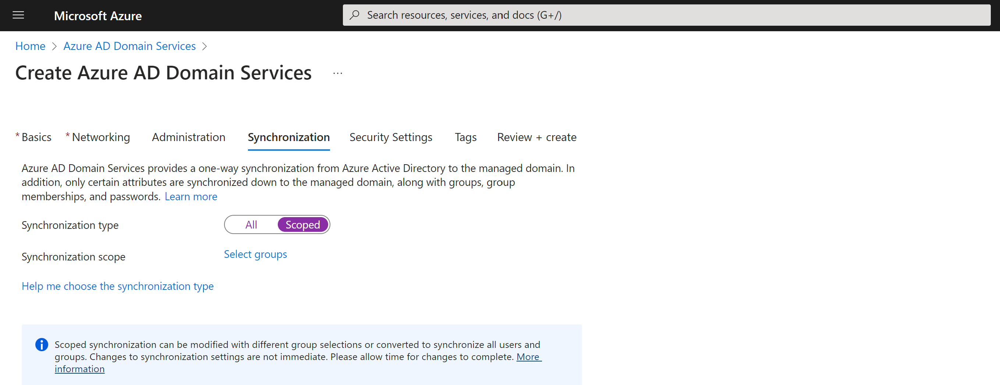 Microsoft Azure
Search resources, services, and docs (G+/)
Home > Azure AD Domain Services >
Create Azure AD Domain Services ...
* Basics * Networking Administration Synchronization Security Settings Tags Review + create
Azure AD Domain Services provides a one-way synchronization from Azure Active Directory to the managed domain. In
addition, only certain attributes are synchronized down to the managed domain, along with groups, group
memberships, and passwords. Learn more
Synchronization type All Scoped
Synchronization scope Select groups
Help me choose the synchronization type
Scoped synchronization can be modified with different group selections or converted to synchronize all users and
groups. Changes to synchronization settings are not immediate. Please allow time for changes to complete. More
information